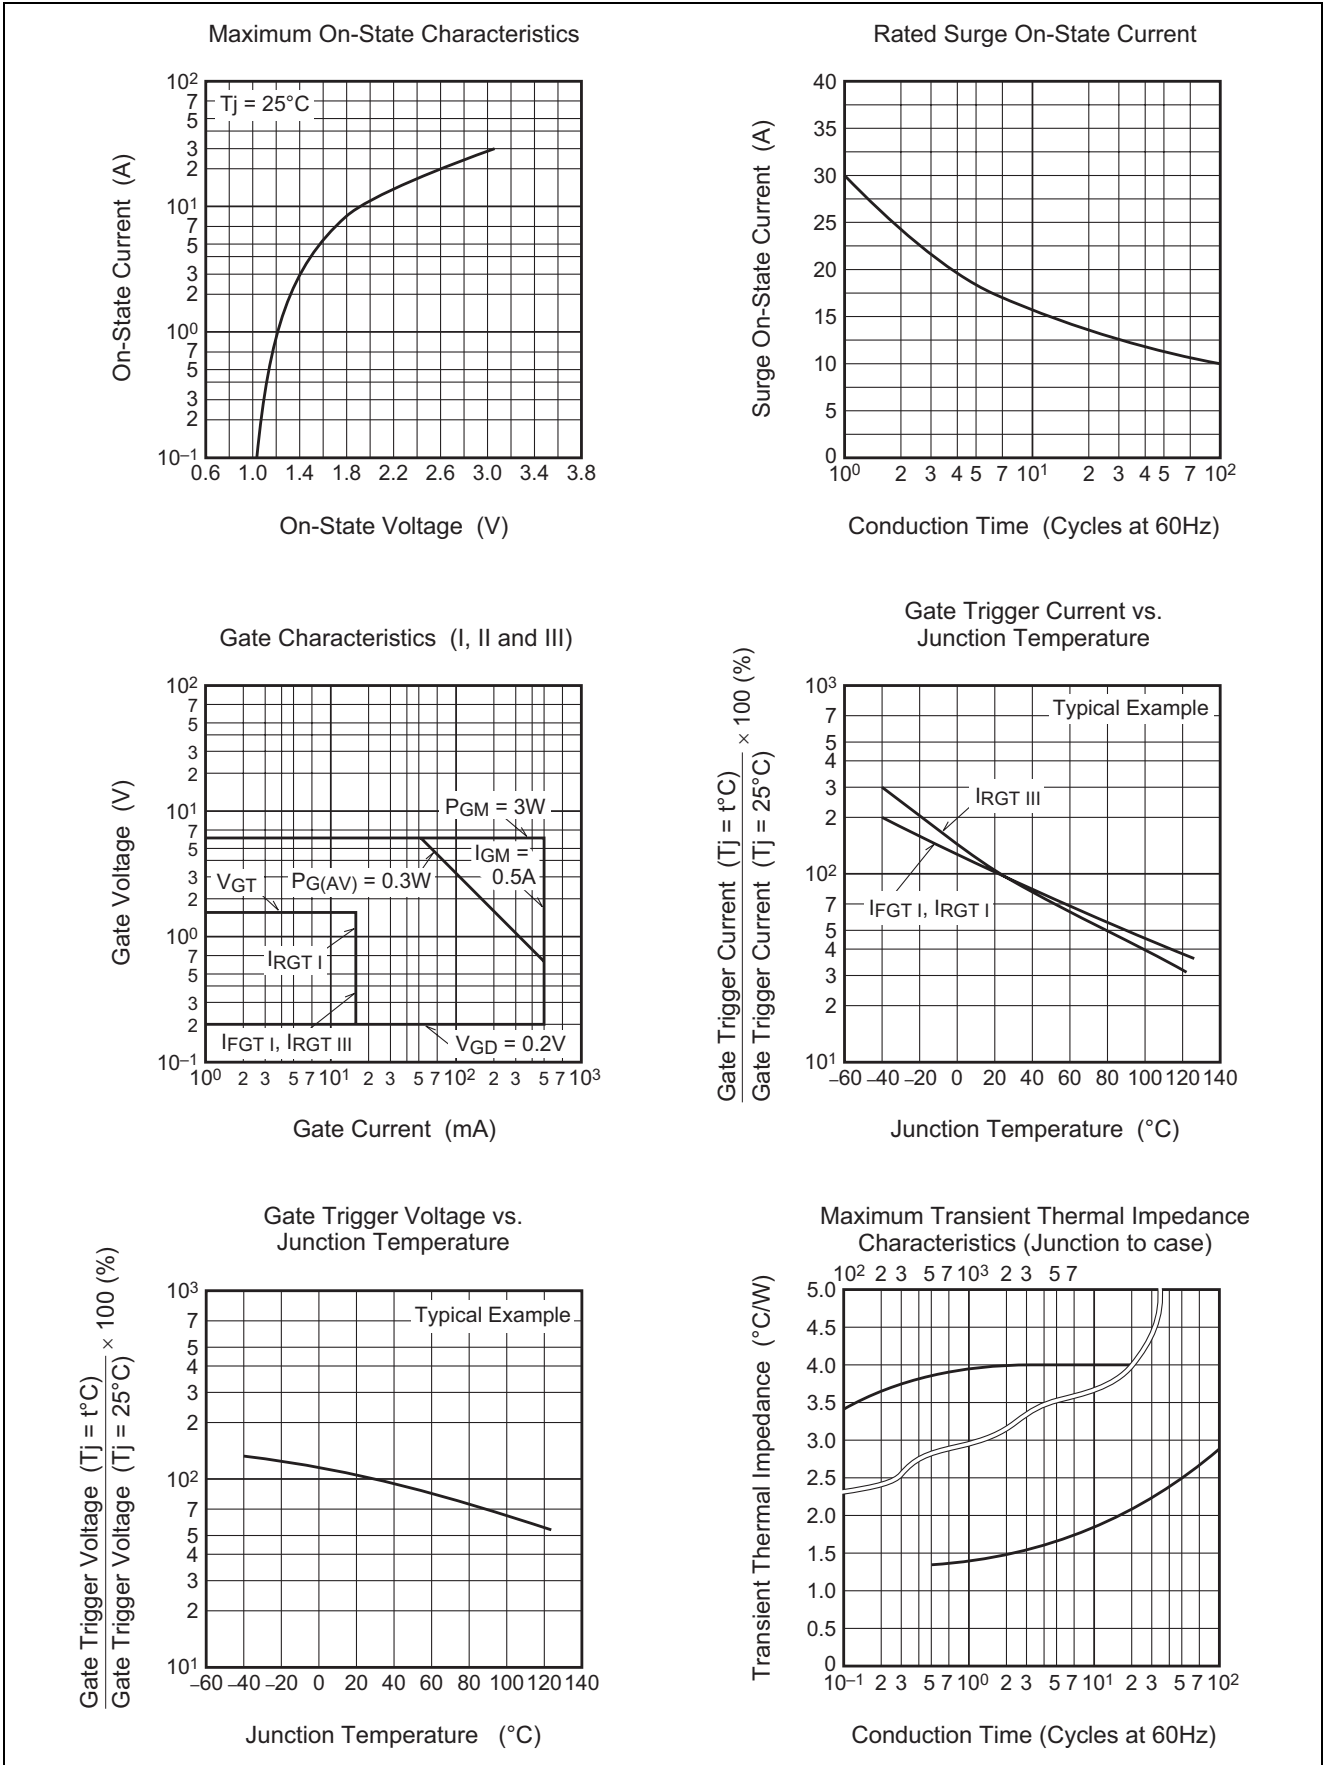 Maximum On-State Characteristics
On-State Current (A)
10² 7 5 3 2 10¹ 7 5 3 2 10⁰ 7 5 3 2 10–1
Tj = 25°C
0.6 1.0 1.4 1.8 2.2 2.6 3.0 3.4 3.8
On-State Voltage (V)
Rated Surge On-State Current
Surge On-State Current (A)
40 35 30 25 20 15 10 5 0
10⁰ 2 3 4 5 7 10¹ 2 3 4 5 7 10²
Conduction Time (Cycles at 60Hz)
Gate Characteristics (I, II and III)
Gate Voltage (V)
10² 7 5 3 2 10¹ 7 5 3 2 10⁰ 7 5 3 2 10–1
PGM = 3W
IGM =
0.5A
PG(AV) = 0.3W
VGT
IRGT I
IFGT I, IRGT III
VGD = 0.2V
10⁰ 2 3 5 7 10¹ 2 3 5 7 10² 2 3 5 7 10³
Gate Current (mA)
Gate Trigger Current vs.
Junction Temperature
Gate Trigger Current (Tj = t°C)
Gate Trigger Current (Tj = 25°C)
× 100 (%)
10³ 7 5 4 3 2 10² 7 5 4 3 2 10¹
Typical Example
IRGT III
IFGT I, IRGT I
–60 –40 –20 0 20 40 60 80 100 120 140
Junction Temperature (°C)
Gate Trigger Voltage vs.
Junction Temperature
Gate Trigger Voltage (Tj = t°C)
Gate Trigger Voltage (Tj = 25°C)
× 100 (%)
10³ 7 5 4 3 2 10² 7 5 4 3 2 10¹
Typical Example
–60 –40 –20 0 20 40 60 80 100 120 140
Junction Temperature (°C)
Maximum Transient Thermal Impedance
Characteristics (Junction to case)
10² 2 3 5 7 10³ 2 3 5 7
Transient Thermal Impedance (°C/W)
5.0 4.5 4.0 3.5 3.0 2.5 2.0 1.5 1.0 0.5 0
10–1 2 3 5 7 10⁰ 2 3 5 7 10¹ 2 3 5 7 10²
Conduction Time (Cycles at 60Hz)